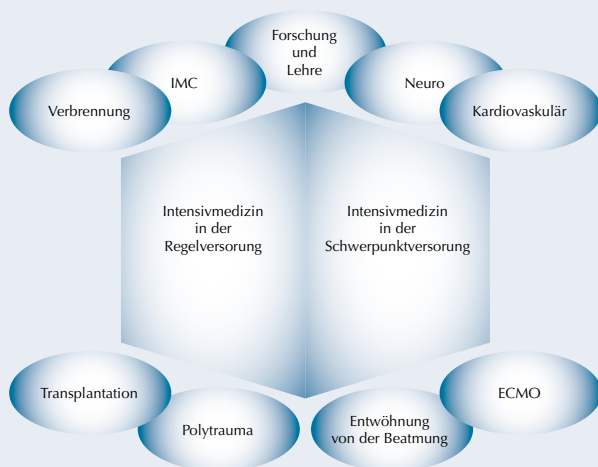 Forschung
und
Lehre
IMC
Neuro
Verbrennung
Kardiovaskulär
Intensivmedizin
in der
Regelversorung
Intensivmedizin
in der
Schwerpunktversorung
Transplantation
ECMO
Polytrauma
Entwöhnung
von der Beatmung